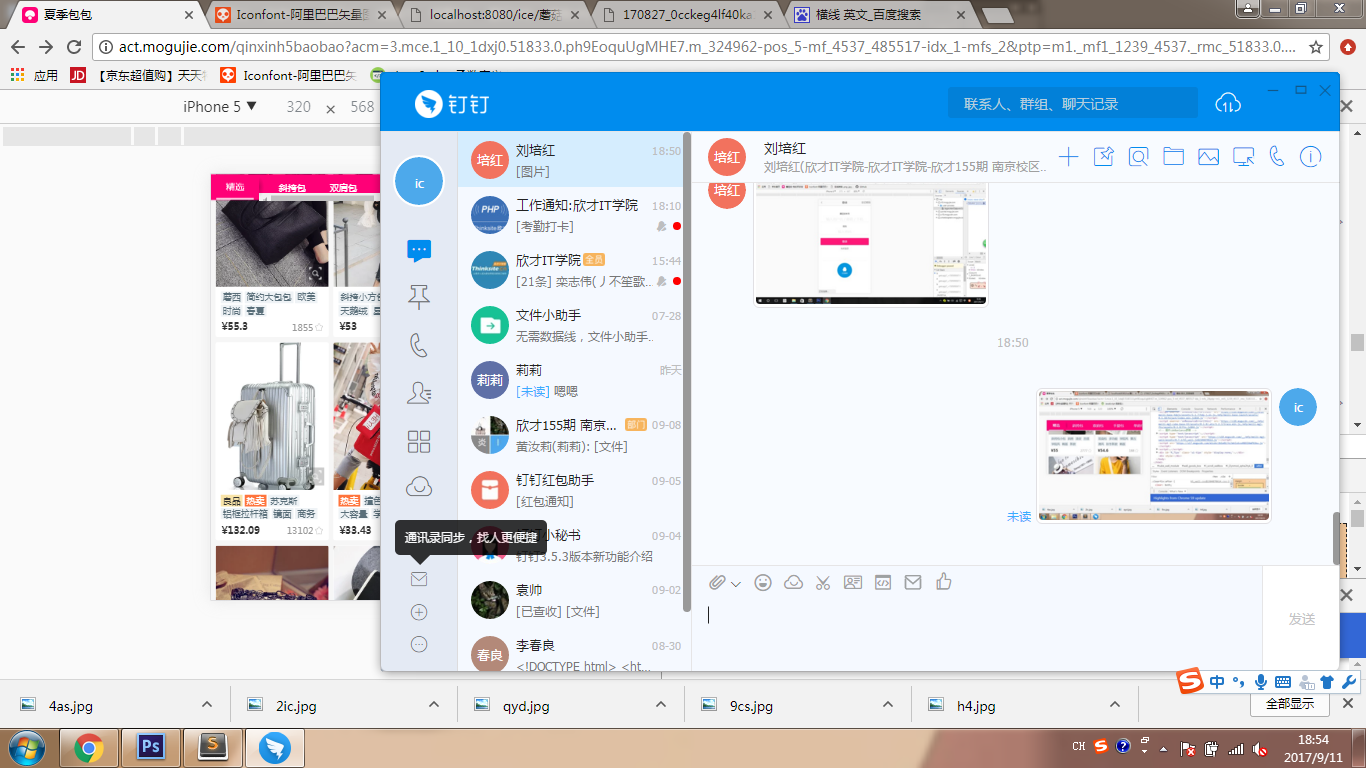 夏季包包
Iconfont-阿里巴巴矢量
localhost:8080/ice/蘑菇
170827_0cckeg4lf40ka
横线 英文_百度搜索
act.mogujie.com/qinxinh5baobao?acm=3.mce.1_10_1dxj0.51833.0.ph9EoquUgMHE7.m_324962-pos_5-mf_4537_485517-idx_1-mfs_2&ptp=m1._mf1_1239_4537._rmc_51833.0....
应用
JD
【京东超值购】天天
Iconfont-阿里巴巴矢
iPhone 5 ▼
320
×
568
精选
斜挎包
双肩包
蘑西 简约大包包 欧美
时尚 春夏
¥55.3
1855
斜挎小方包
天鹅绒
¥53
良品 热卖 苏克斯
铝框拉杆箱 镜面 商务
¥132.09
13102
热卖
大容量
¥33.43
钉钉
联系人、群组、聊天记录
ic
培红
刘培红
18:50
[图片]
PHP
工作通知:欣才IT学院
18:10
[考勤打卡]
欣才IT学院 全员
15:44
[21条] 栾志伟(丿不笙歌...
文件小助手
07-28
无需数据线，文件小助手..
莉莉
莉莉
昨天
[未读] 嗯嗯
欣才155期 南京... 部门
09-08
黄汝莉(莉莉): [文件]
钉钉红包助手
09-05
[红包通知]
小秘书
09-04
钉钉3.5.3版本新功能介绍
通讯录同步，找人更便捷
袁帅
09-02
[已查收] [文件]
春良
李春良
08-30
<!DOCTYPE html> <ht...
培红
刘培红
刘培红(欣才IT学院-欣才IT学院-欣才155期 南京校区..
培红
18:50
ic
未读
发送
中
4as.jpg
2ic.jpg
qyd.jpg
9cs.jpg
h4.jpg
全部显示
Ps
CH
18:54
2017/9/11